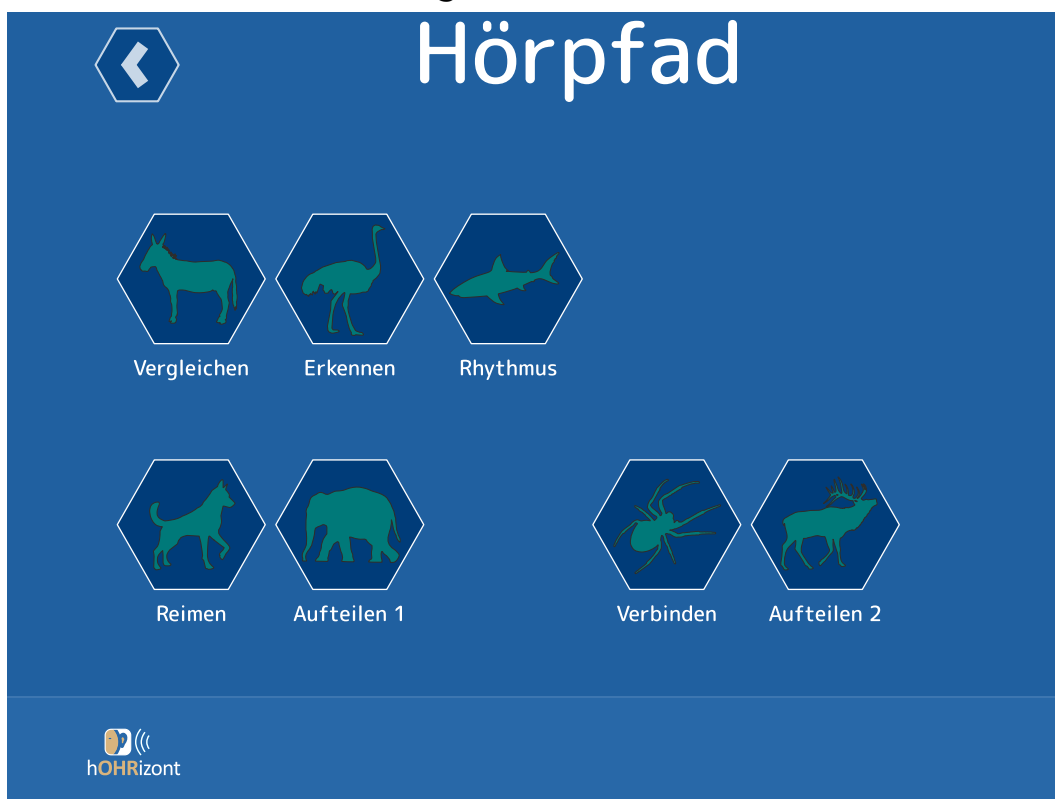 Hörpfad
Vergleichen
Erkennen
Rhythmus
Reimen
Aufteilen 1
Verbinden
Aufteilen 2
hOHRizont